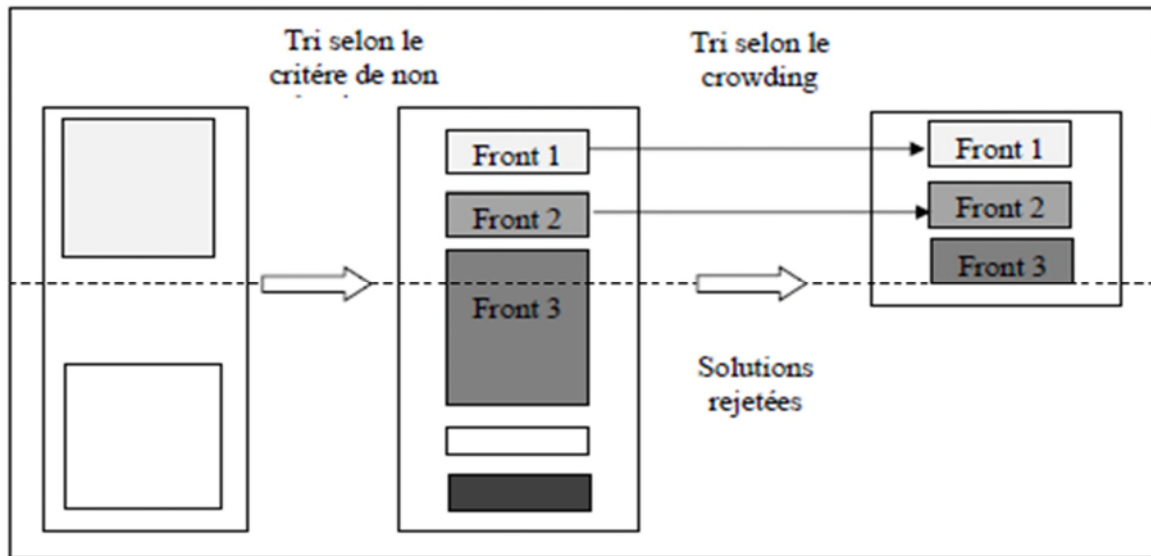 Tri selon le
critére de non
Tri selon le
crowding
Front 1
Front 2
Front 3
Front 1
Front 2
Front 3
Solutions
rejetées